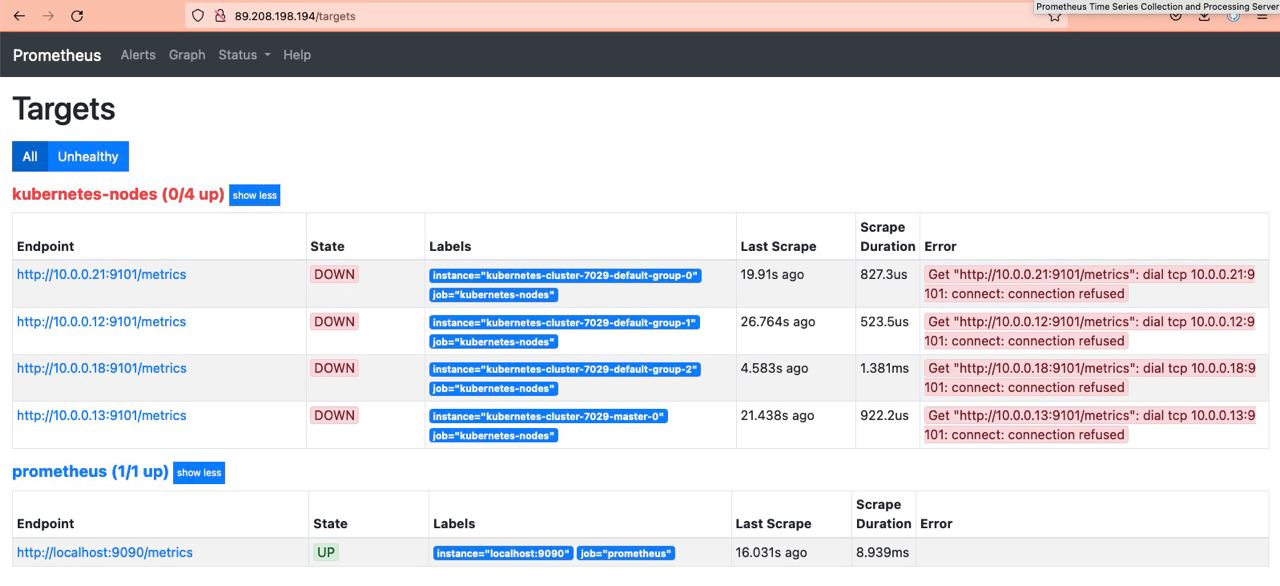 Prometheus Time Series Collection and Processing Server
89.208.198.194/targets
Prometheus Alerts Graph Status Help
Targets
All Unhealthy
kubernetes-nodes (0/4 up) show less
Scrape
Endpoint State Labels Last Scrape Duration Error
http://10.0.0.21:9101/metrics DOWN instance="kubernetes-cluster-7029-default-group-0" 19.91s ago 827.3us Get "http://10.0.0.21:9101/metrics": dial tcp 10.0.0.21:9
job="kubernetes-nodes" 101: connect: connection refused
http://10.0.0.12:9101/metrics DOWN instance="kubernetes-cluster-7029-default-group-1" 26.764s ago 523.5us Get "http://10.0.0.12:9101/metrics": dial tcp 10.0.0.12:9
job="kubernetes-nodes" 101: connect: connection refused
http://10.0.0.18:9101/metrics DOWN instance="kubernetes-cluster-7029-default-group-2" 4.583s ago 1.381ms Get "http://10.0.0.18:9101/metrics": dial tcp 10.0.0.18:9
job="kubernetes-nodes" 101: connect: connection refused
http://10.0.0.13:9101/metrics DOWN instance="kubernetes-cluster-7029-master-0" 21.438s ago 922.2us Get "http://10.0.0.13:9101/metrics": dial tcp 10.0.0.13:9
job="kubernetes-nodes" 101: connect: connection refused
prometheus (1/1 up) show less
Scrape
Endpoint State Labels Last Scrape Duration Error
http://localhost:9090/metrics UP instance="localhost:9090" job="prometheus" 16.031s ago 8.939ms